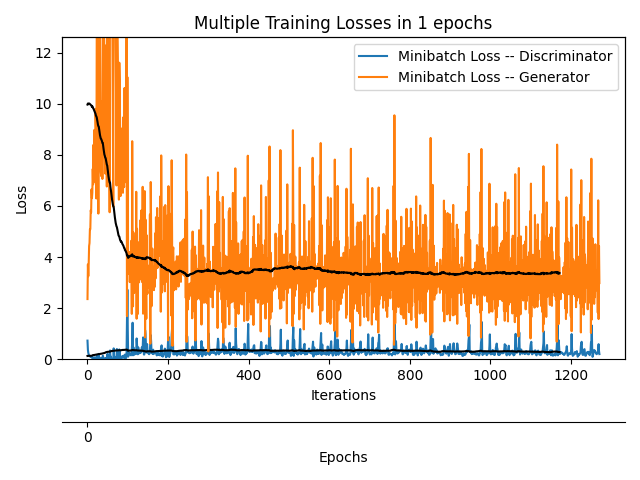 Multiple Training Losses in 1 epochs
Minibatch Loss -- Discriminator
Minibatch Loss -- Generator
12
10
8
6
4
2
0
Loss
0 200 400 600 800 1000 1200
Iterations
0
Epochs